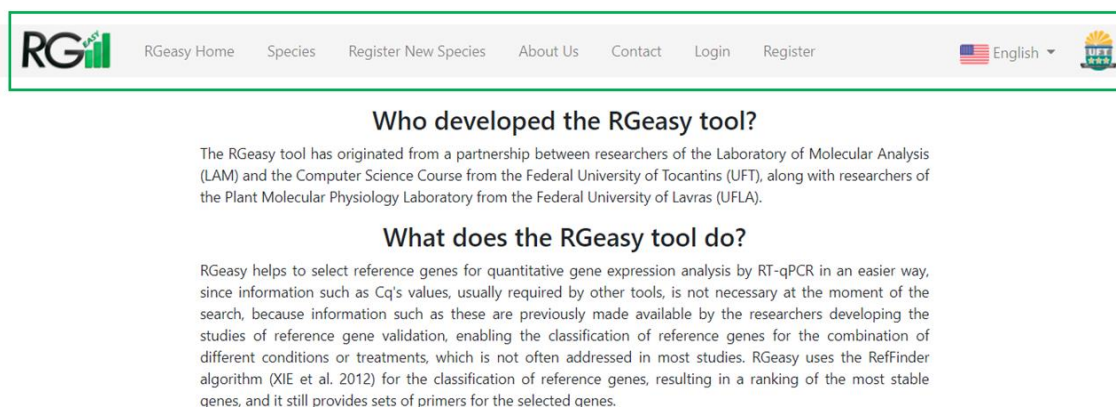 RG EASY
RGeasy Home Species Register New Species About Us Contact Login Register English UFT
Who developed the RGeasy tool?
The RGeasy tool has originated from a partnership between researchers of the Laboratory of Molecular Analysis
(LAM) and the Computer Science Course from the Federal University of Tocantins (UFT), along with researchers of
the Plant Molecular Physiology Laboratory from the Federal University of Lavras (UFLA).
What does the RGeasy tool do?
RGeasy helps to select reference genes for quantitative gene expression analysis by RT-qPCR in an easier way,
since information such as Cq's values, usually required by other tools, is not necessary at the moment of the
search, because information such as these are previously made available by the researchers developing the
studies of reference gene validation, enabling the classification of reference genes for the combination of
different conditions or treatments, which is not often addressed in most studies. RGeasy uses the RefFinder
algorithm (XIE et al. 2012) for the classification of reference genes, resulting in a ranking of the most stable
genes, and it still provides sets of primers for the selected genes.